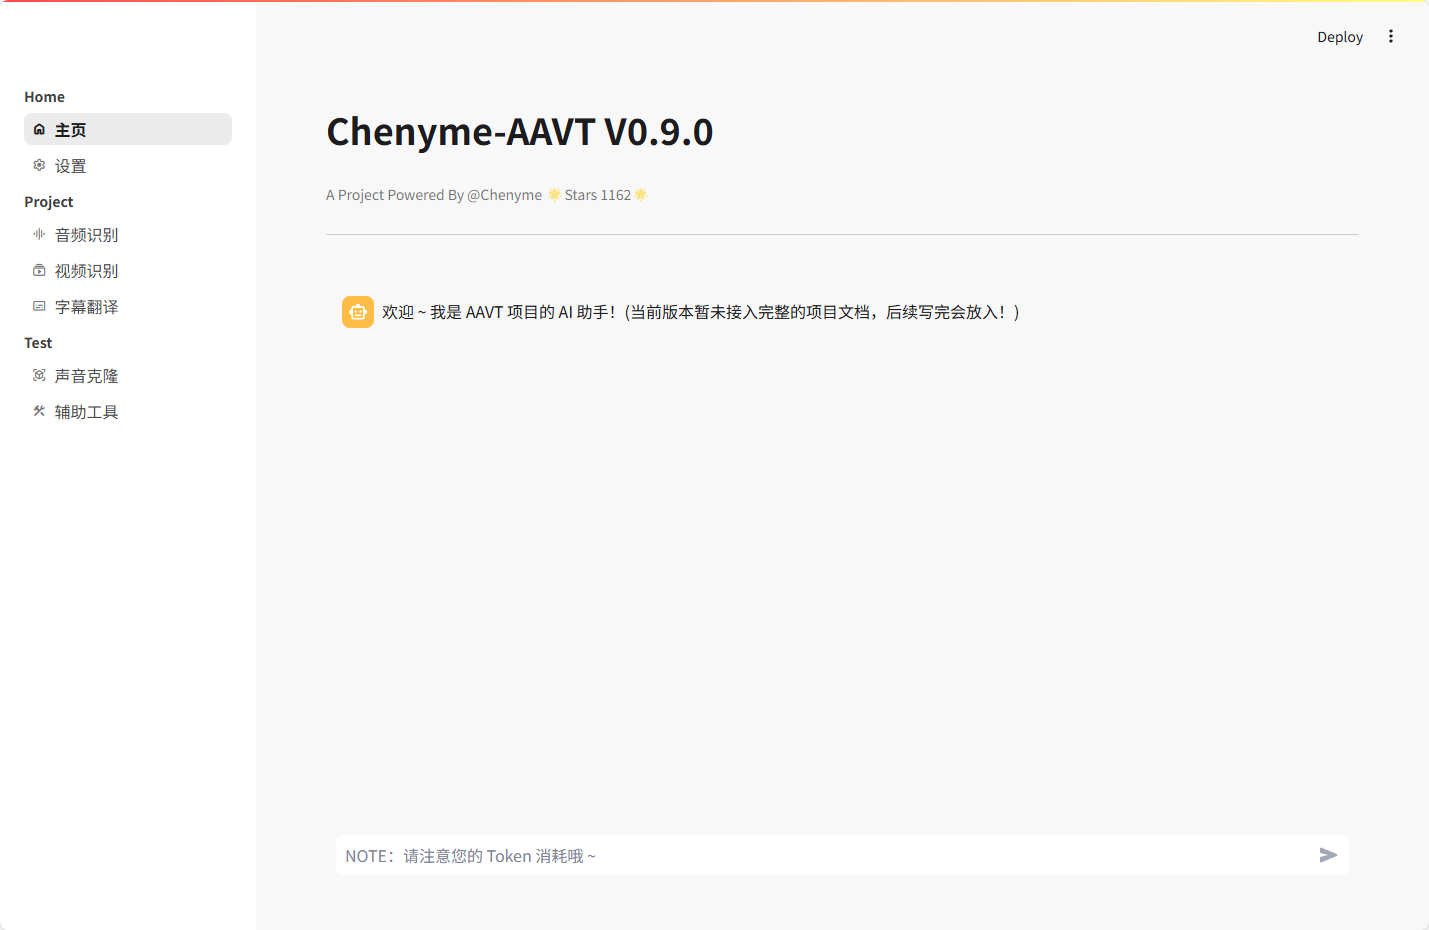 Deploy
Home
主页
设置
Project
音频识别
视频识别
字幕翻译
Test
声音克隆
辅助工具
Chenyme-AAVT V0.9.0
A Project Powered By @Chenyme 🌟 Stars 1162🌟
欢迎 ~ 我是 AAVT 项目的 AI 助手！(当前版本暂未接入完整的项目文档，后续写完会放入！)
NOTE：请注意您的 Token 消耗哦 ~